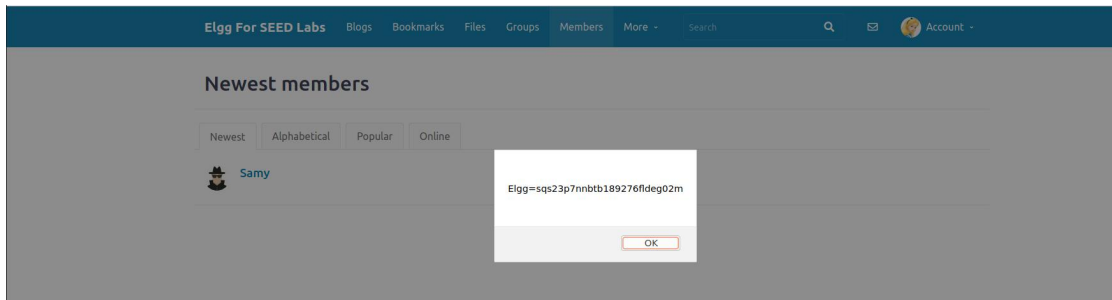 Elgg For SEED Labs Blogs Bookmarks Files Groups Members More Search Account
Newest members
Newest Alphabetical Popular Online
Samy
Elgg=sqs23p7nnbtb189276fldeg02m
OK